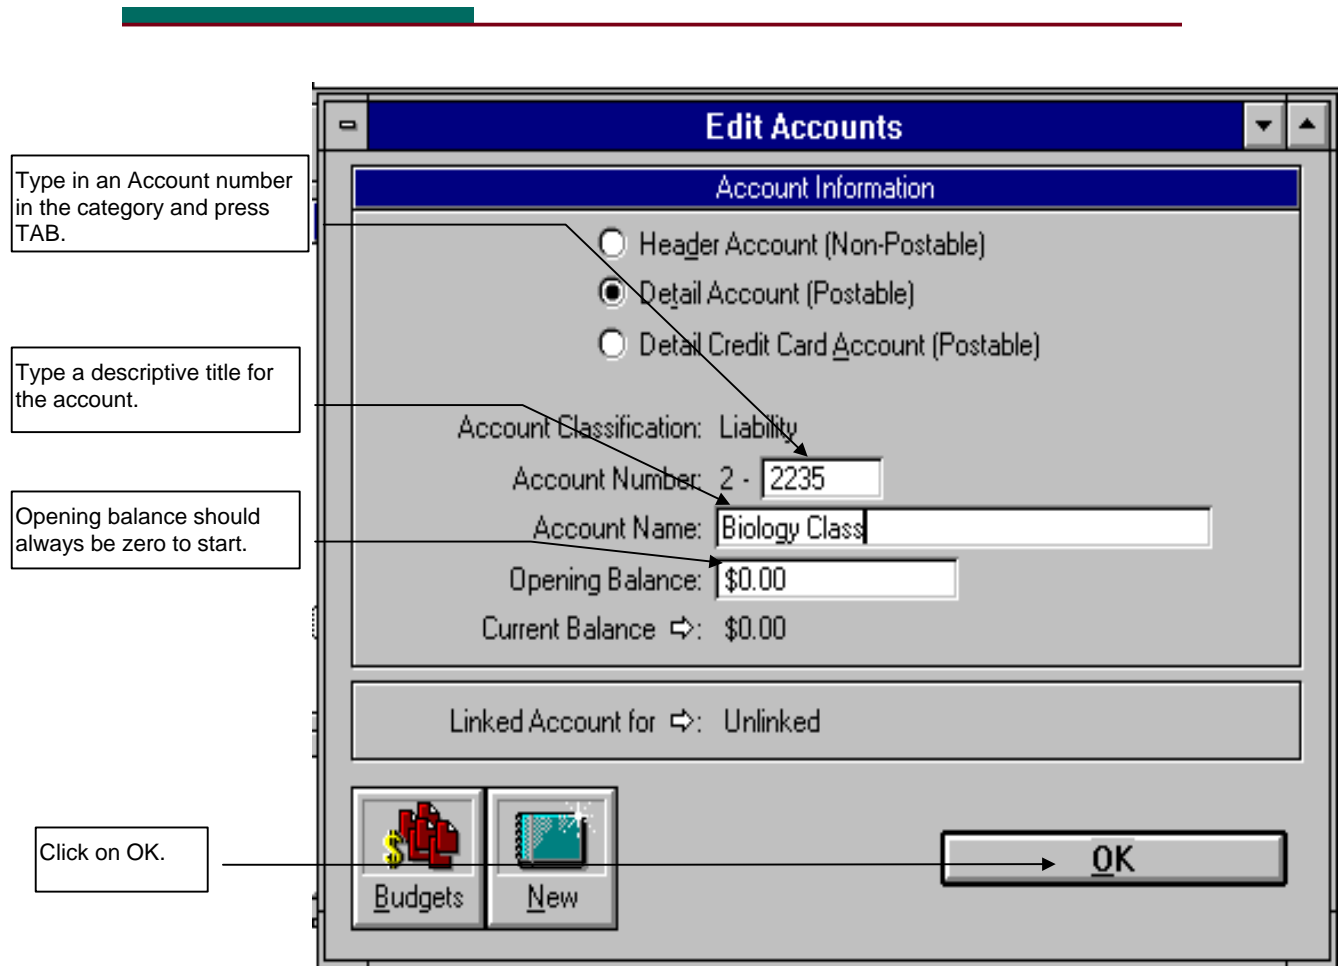 Edit Accounts
Account Information
Type in an Account number
in the category and press
TAB.
Header Account (Non-Postable)
Detail Account (Postable)
Detail Credit Card Account (Postable)
Type a descriptive title for
the account.
Account Classification: Liability
Account Number: 2 - 2235
Opening balance should
always be zero to start.
Account Name: Biology Class
Opening Balance: $0.00
Current Balance ⇨: $0.00
Linked Account for ⇨: Unlinked
Click on OK.
Budgets
New
OK